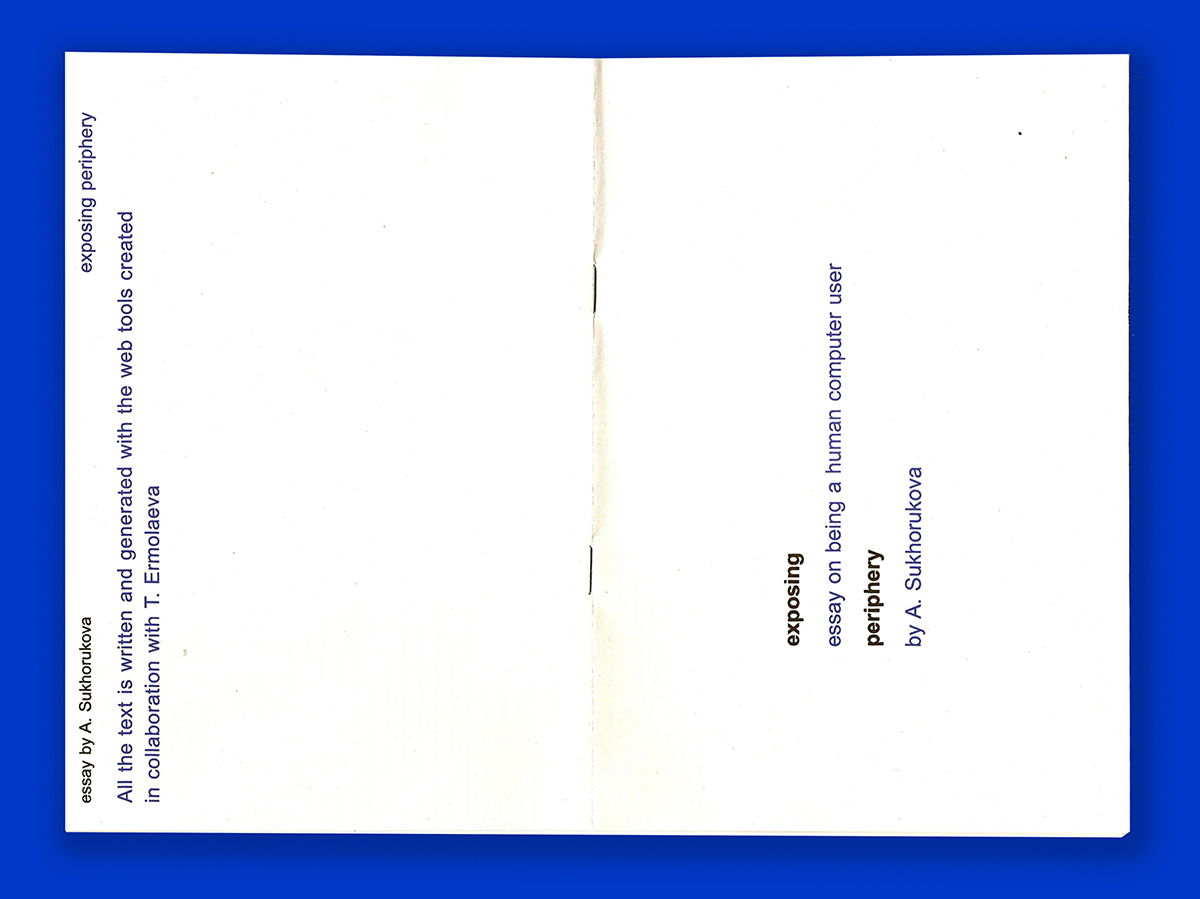 essay by A. Sukhorukova
exposing periphery
All the text is written and generated with the web tools created
in collaboration with T. Ermolaeva
exposing
essay on being a human computer user
periphery
by A. Sukhorukova